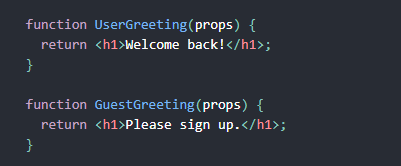 function UserGreeting(props) {
  return <h1>Welcome back!</h1>;
}
function GuestGreeting(props) {
  return <h1>Please sign up.</h1>;
}